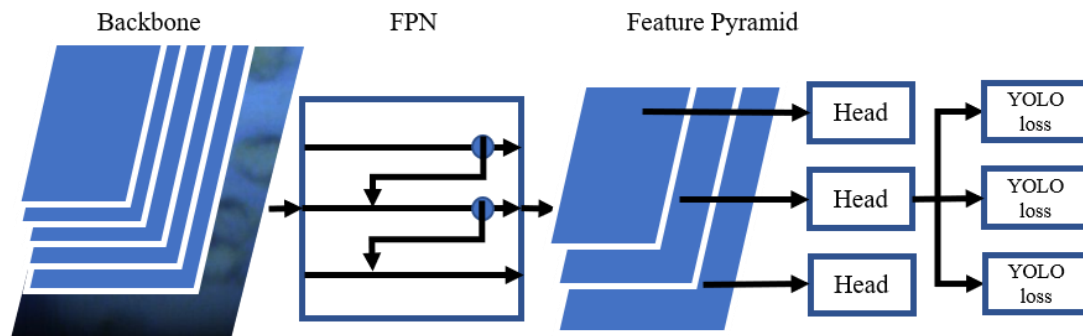 Backbone
FPN
Feature Pyramid
Head
YOLO
loss
Head
YOLO
loss
Head
YOLO
loss